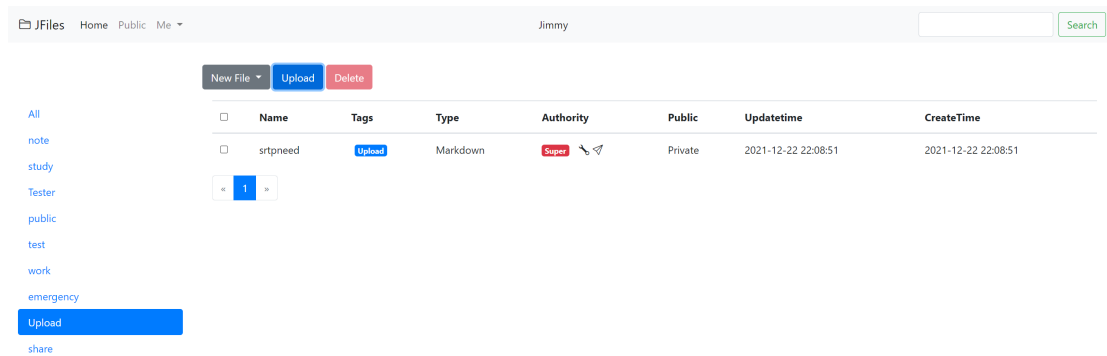 JFiles Home Public Me Jimmy Search
New File Upload Delete
All
note
study
Tester
public
test
work
emergency
Upload
share
Name Tags Type Authority Public Updatetime CreateTime
srtpneed Upload Markdown Super Private 2021-12-22 22:08:51 2021-12-22 22:08:51
« 1 »